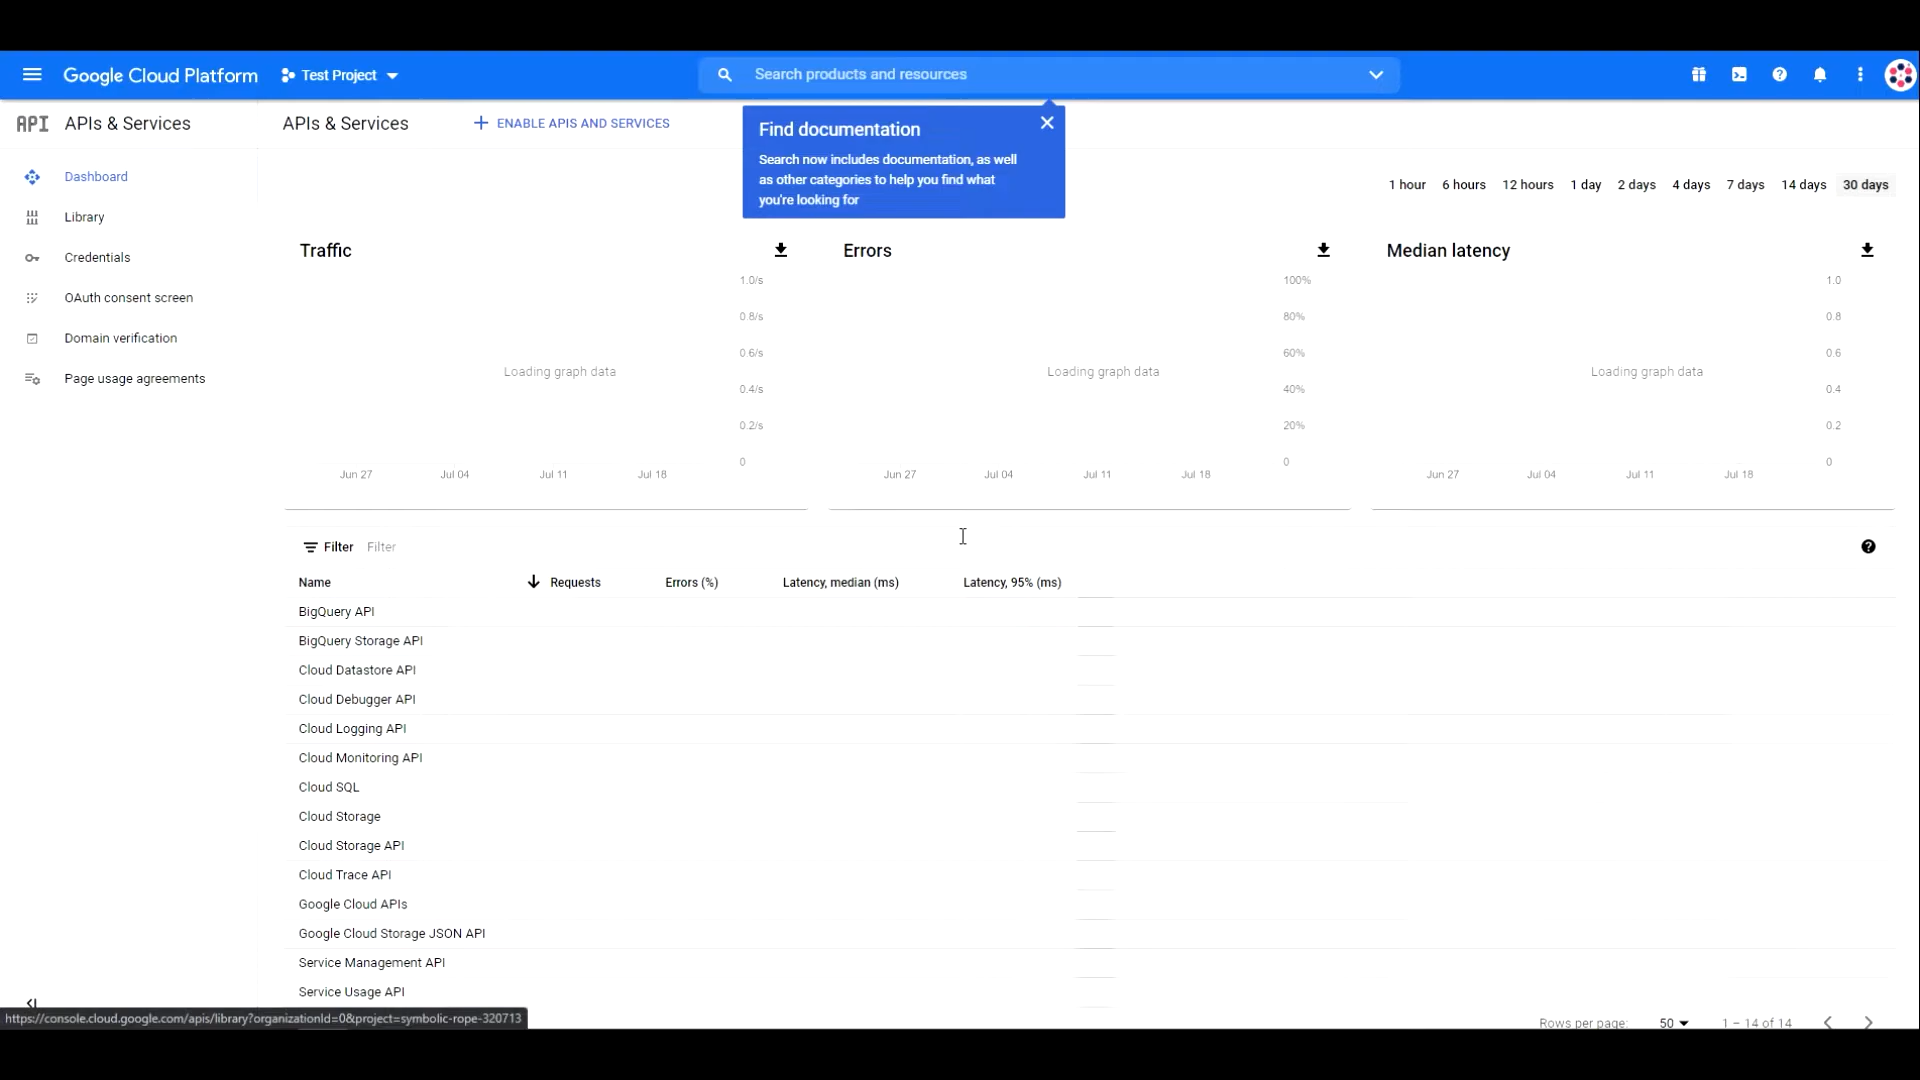 Google Cloud Platform
Test Project
Search products and resources
API
APIs & Services
APIs & Services
ENABLE APIS AND SERVICES
Find documentation
Search now includes documentation, as well
as other categories to help you find what
you're looking for
Dashboard
Library
Credentials
OAuth consent screen
Domain verification
Page usage agreements
1 hour
6 hours
12 hours
1 day
2 days
4 days
7 days
14 days
30 days
Traffic
1.0/s
0.8/s
0.6/s
0.4/s
0.2/s
0
Loading graph data
Jun 27
Jul 04
Jul 11
Jul 18
Errors
100%
80%
60%
40%
20%
0
Loading graph data
Jun 27
Jul 04
Jul 11
Jul 18
Median latency
1.0
0.8
0.6
0.4
0.2
0
Loading graph data
Jun 27
Jul 04
Jul 11
Jul 18
Filter Filter
Name Requests Errors (%) Latency, median (ms) Latency, 95% (ms)
BigQuery API
BigQuery Storage API
Cloud Datastore API
Cloud Debugger API
Cloud Logging API
Cloud Monitoring API
Cloud SQL
Cloud Storage
Cloud Storage API
Cloud Trace API
Google Cloud APIs
Google Cloud Storage JSON API
Service Management API
Service Usage API
https://console.cloud.google.com/apis/library?organizationId=0&project=symbolic-rope-320713
Rows per page: 50 1 – 14 of 14